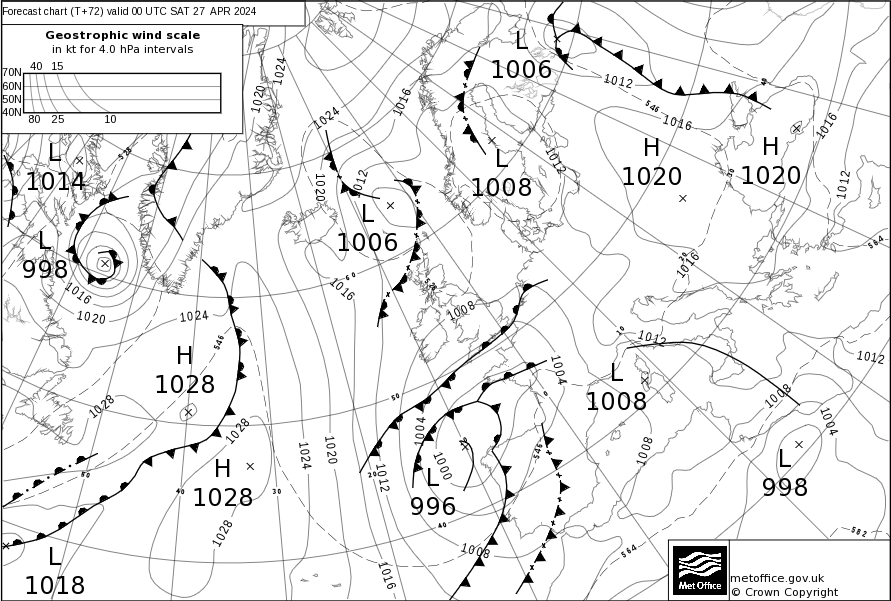 Forecast chart (T+72) valid 00 UTC SAT 27 APR 2024
Geostrophic wind scale
in kt for 4.0 hPa intervals
40 15
70N
60N
50N
40N
80 25 10
L
1014
L
998
1016
1020
1024
528
1020
1024
1024
1020
1012
1016
L
1006
1016
60
L
1006
L
1008
1012
1012
546
1016
H
1020
H
1020
1016
1012
564
1016
H
1028
546
1028
1028
H
1028
1028
40
30
60
L
1018
1024
1020
1012
20
50
1004
1000
L
996
40
1008
1016
1008
1004
0
546
564
10
1012
L
1008
1008
1008
1004
1012
L
998
582
Met Office
metoffice.gov.uk
© Crown Copyright